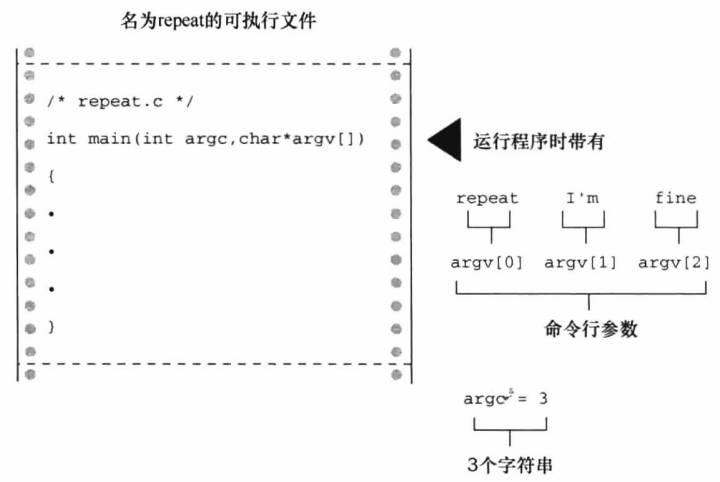 名为repeat的可执行文件
/* repeat.c */
int main(int argc,char*argv[])
{
•
•
•
}
运行程序时带有
repeat I'm fine
argv[0] argv[1] argv[2]
命令行参数
argc = 3
3个字符串